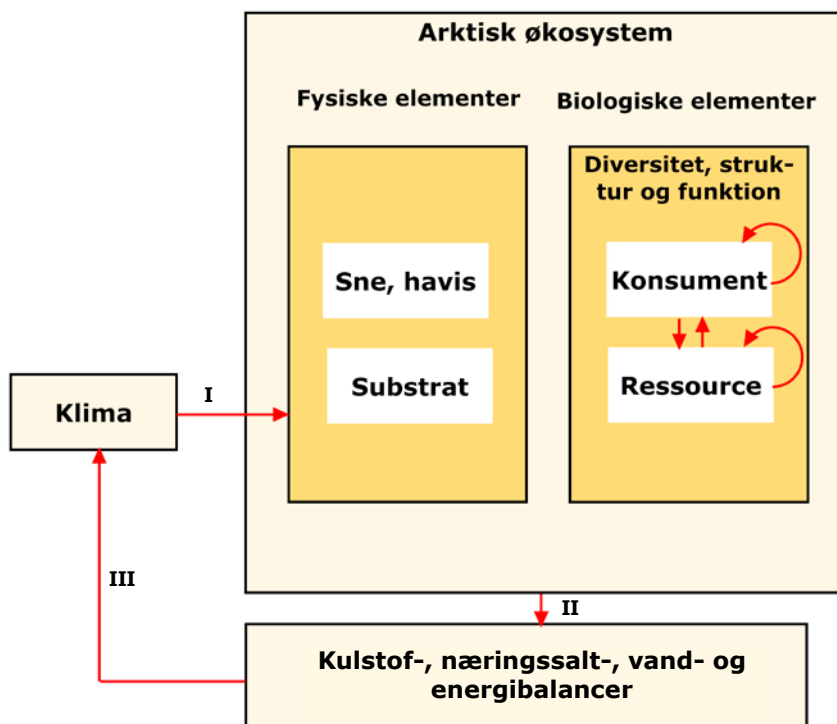 Arktisk økosystem
Fysiske elementer
Biologiske elementer
Diversitet, struk-
tur og funktion
Sne, havis
Konsument
Substrat
Ressource
Klima
I
III
II
Kulstof-, næringssalt-, vand- og
energibalancer